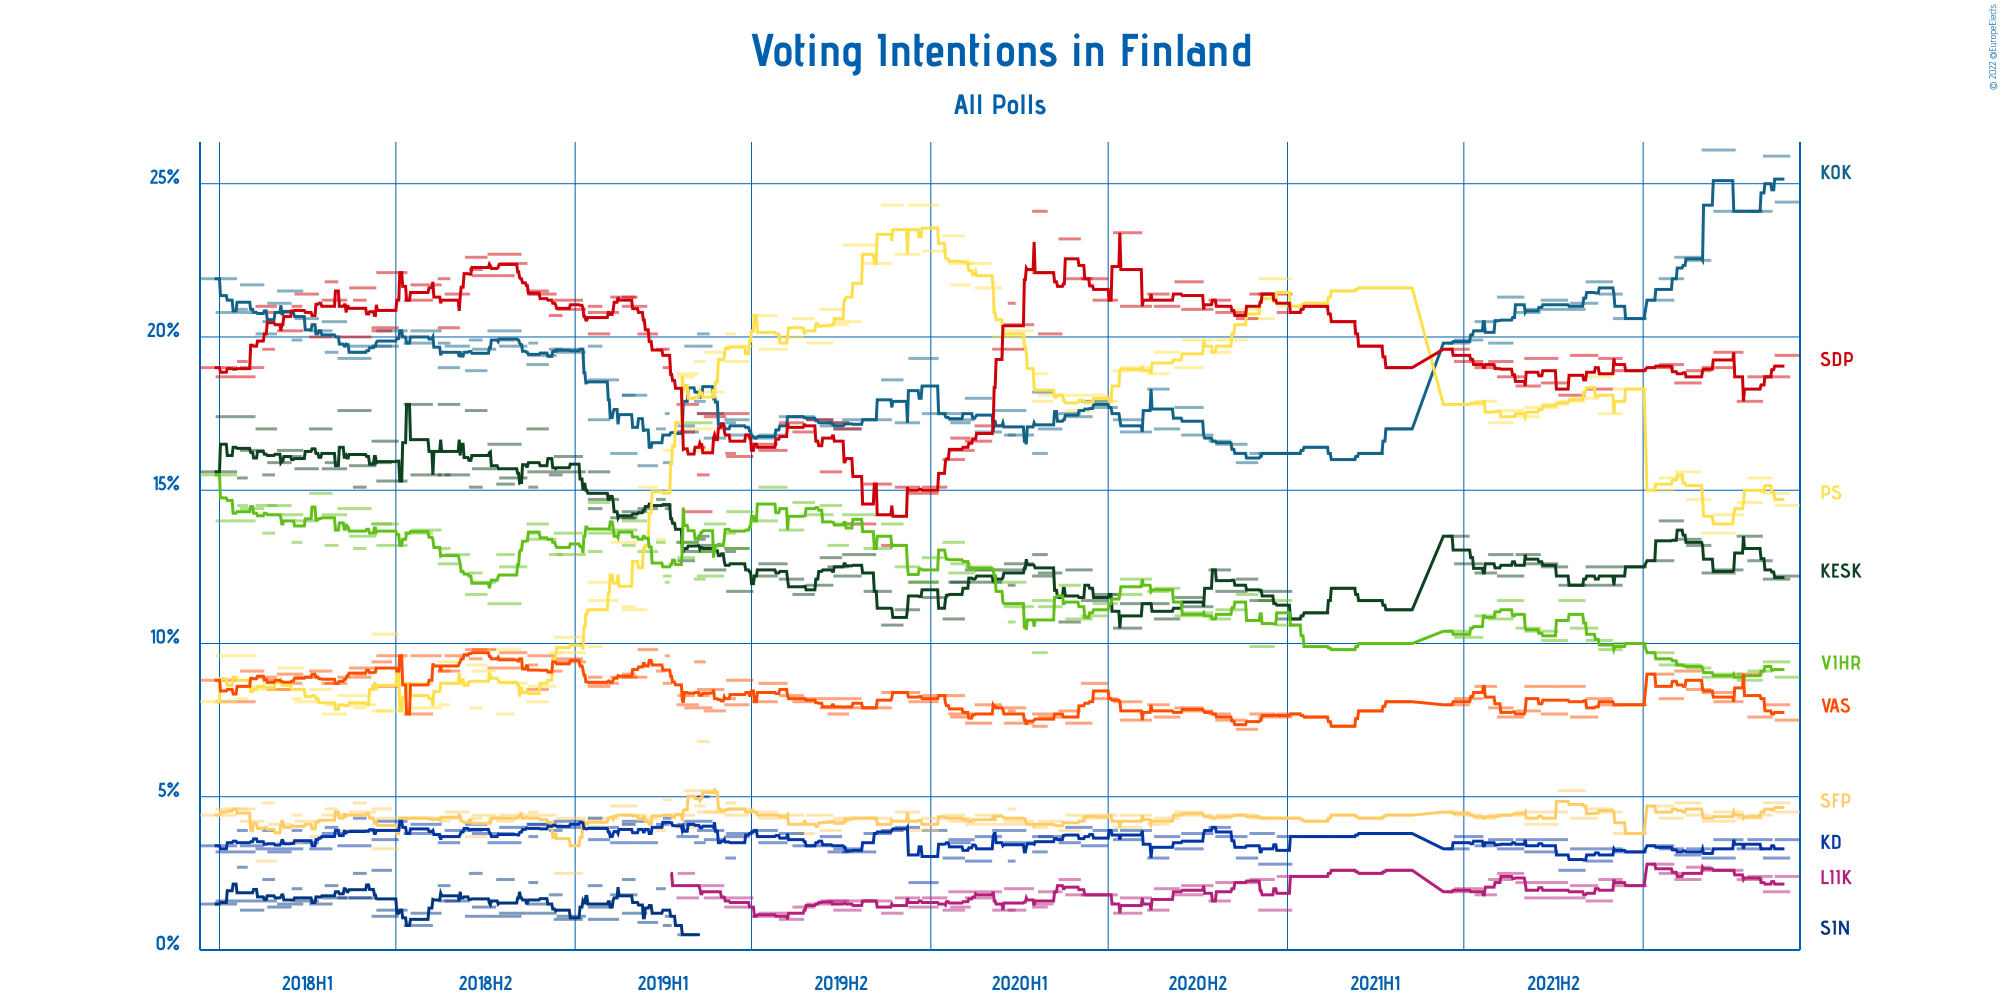 © 2022 @EuropeElects
Voting Intentions in Finland
All Polls
25%
20%
15%
10%
5%
0%
KOK
SDP
PS
KESK
VIHR
VAS
SFP
KD
LIIK
SIN
2018H1
2018H2
2019H1
2019H2
2020H1
2020H2
2021H1
2021H2